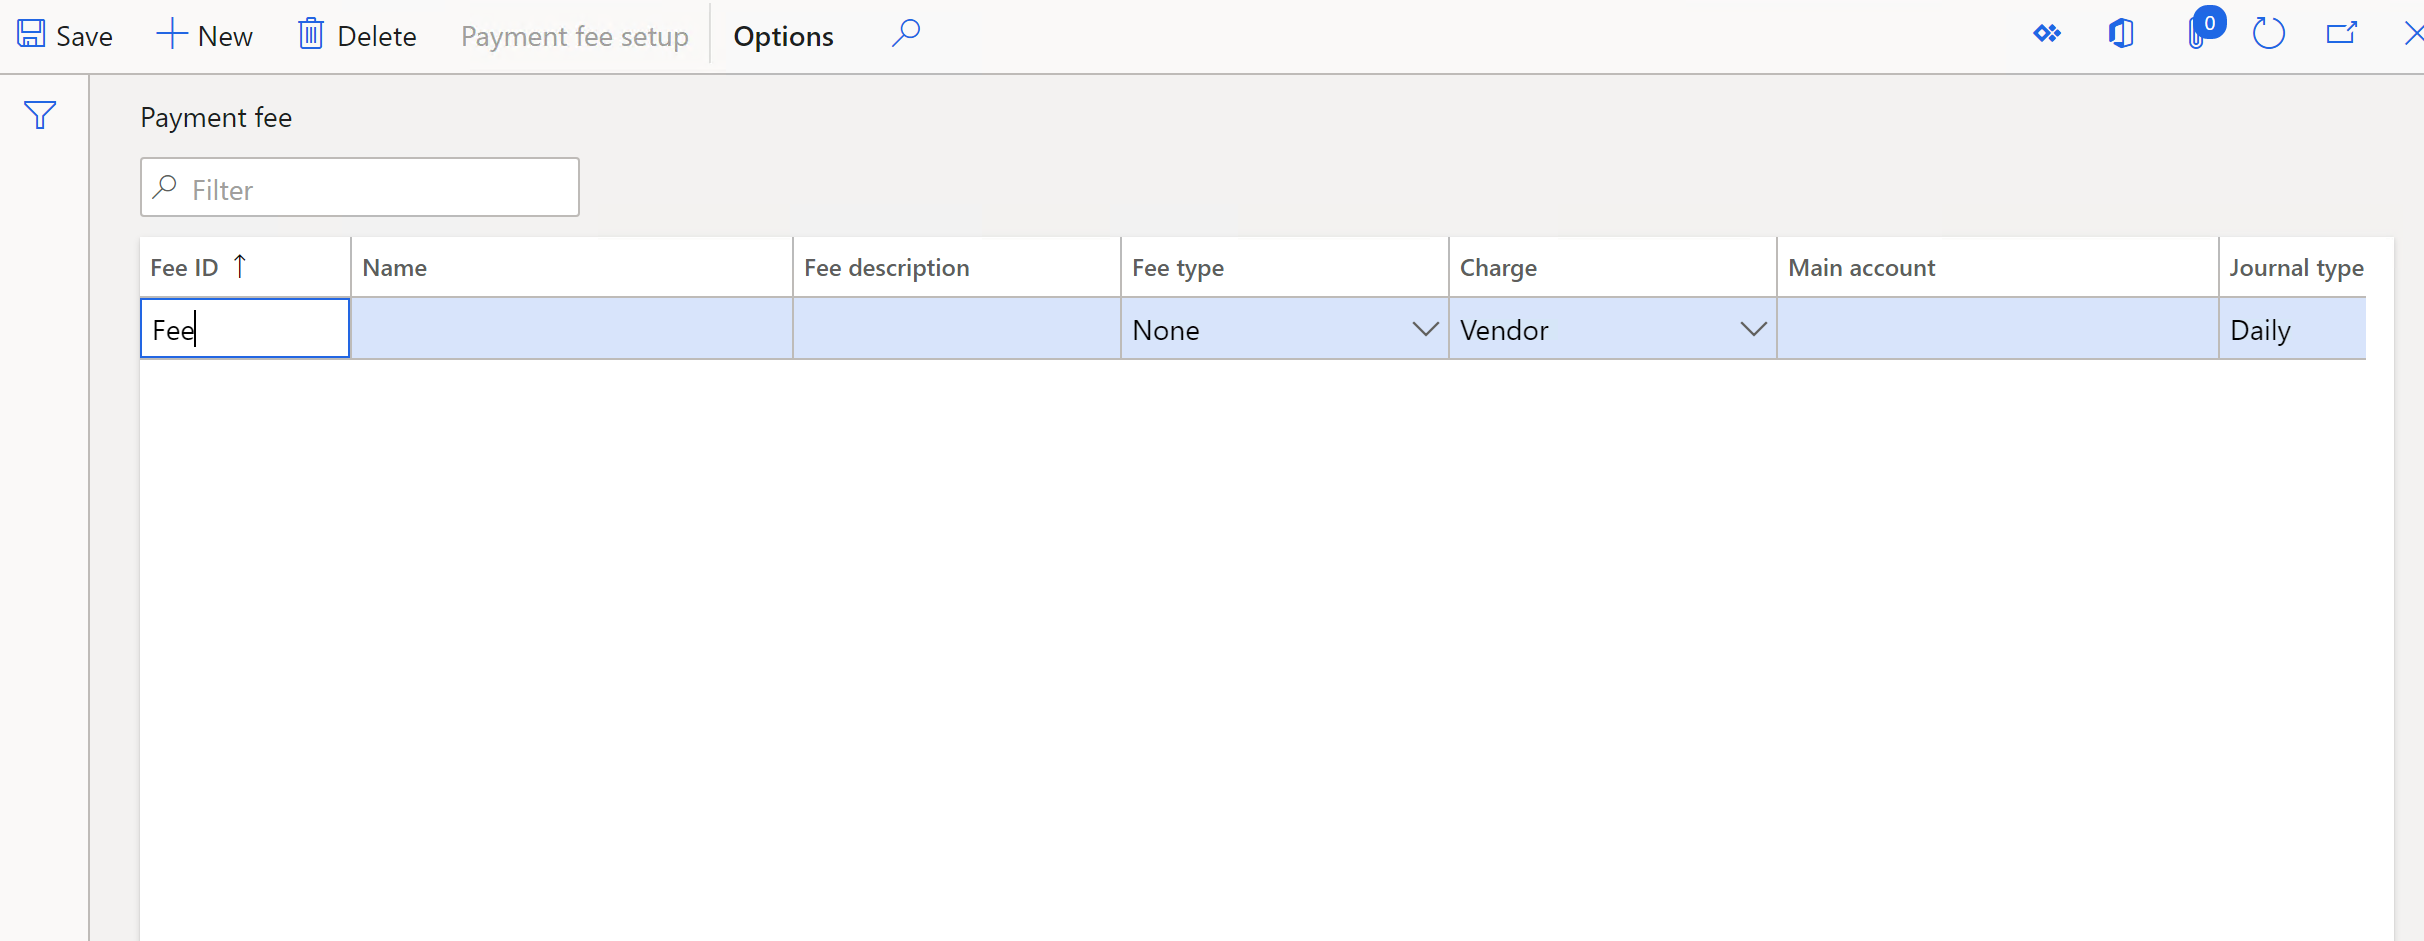 Save New Delete Payment fee setup Options 0
Payment fee
Filter
Fee ID Name Fee description Fee type Charge Main account Journal type
Fee None Vendor Daily